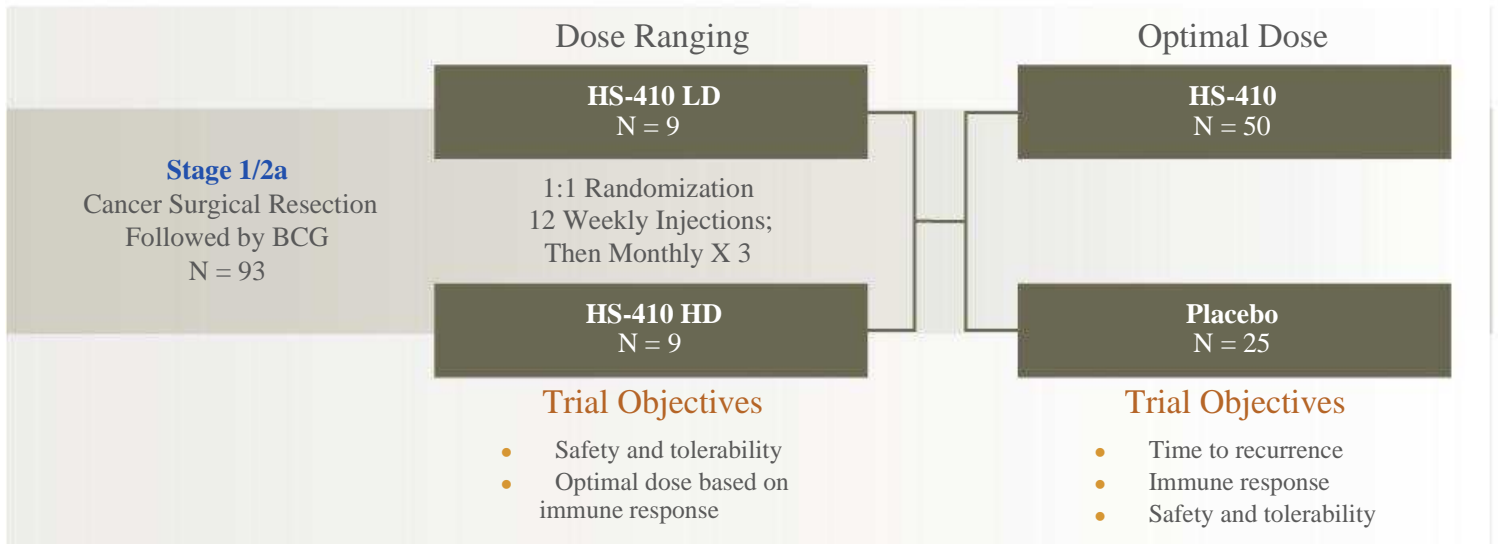 Dose Ranging
Optimal Dose
Stage 1/2a
Cancer Surgical Resection
Followed by BCG
N = 93
HS-410 LD
N = 9
1:1 Randomization
12 Weekly Injections;
Then Monthly X 3
HS-410 HD
N = 9
HS-410
N = 50
Placebo
N = 25
Trial Objectives
• Safety and tolerability
• Optimal dose based on
immune response
Trial Objectives
• Time to recurrence
• Immune response
• Safety and tolerability